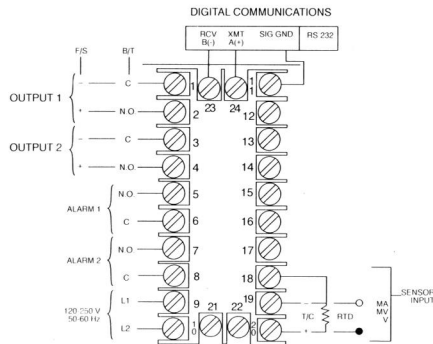 DIGITAL COMMUNICATIONS
RCV XMT SIG GND RS 232
B(-) A(+)
F/S B/T
OUTPUT 1
- C 1
+ N.O. 2
OUTPUT 2
- C 3
+ N.O. 4
ALARM 1
N.O. 5
C 6
ALARM 2
N.O. 7
C 8
120-250 V
50-60 Hz
L1 9
L2 10
23 24
11
12
13
14
15
16
17
18
19
20
21 22
- T/C + RTD
MA
MV
V
SENSOR
INPUT